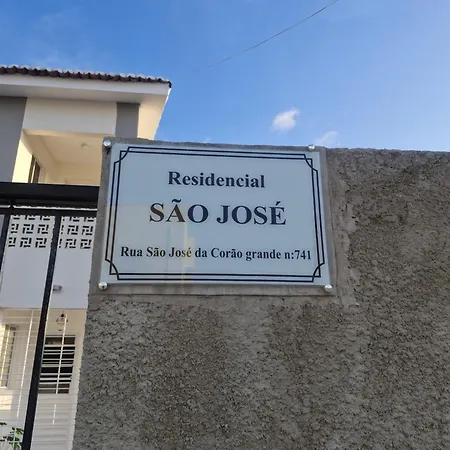 Residencial
SÃO JOSÉ
Rua São José da Corão grande n:741